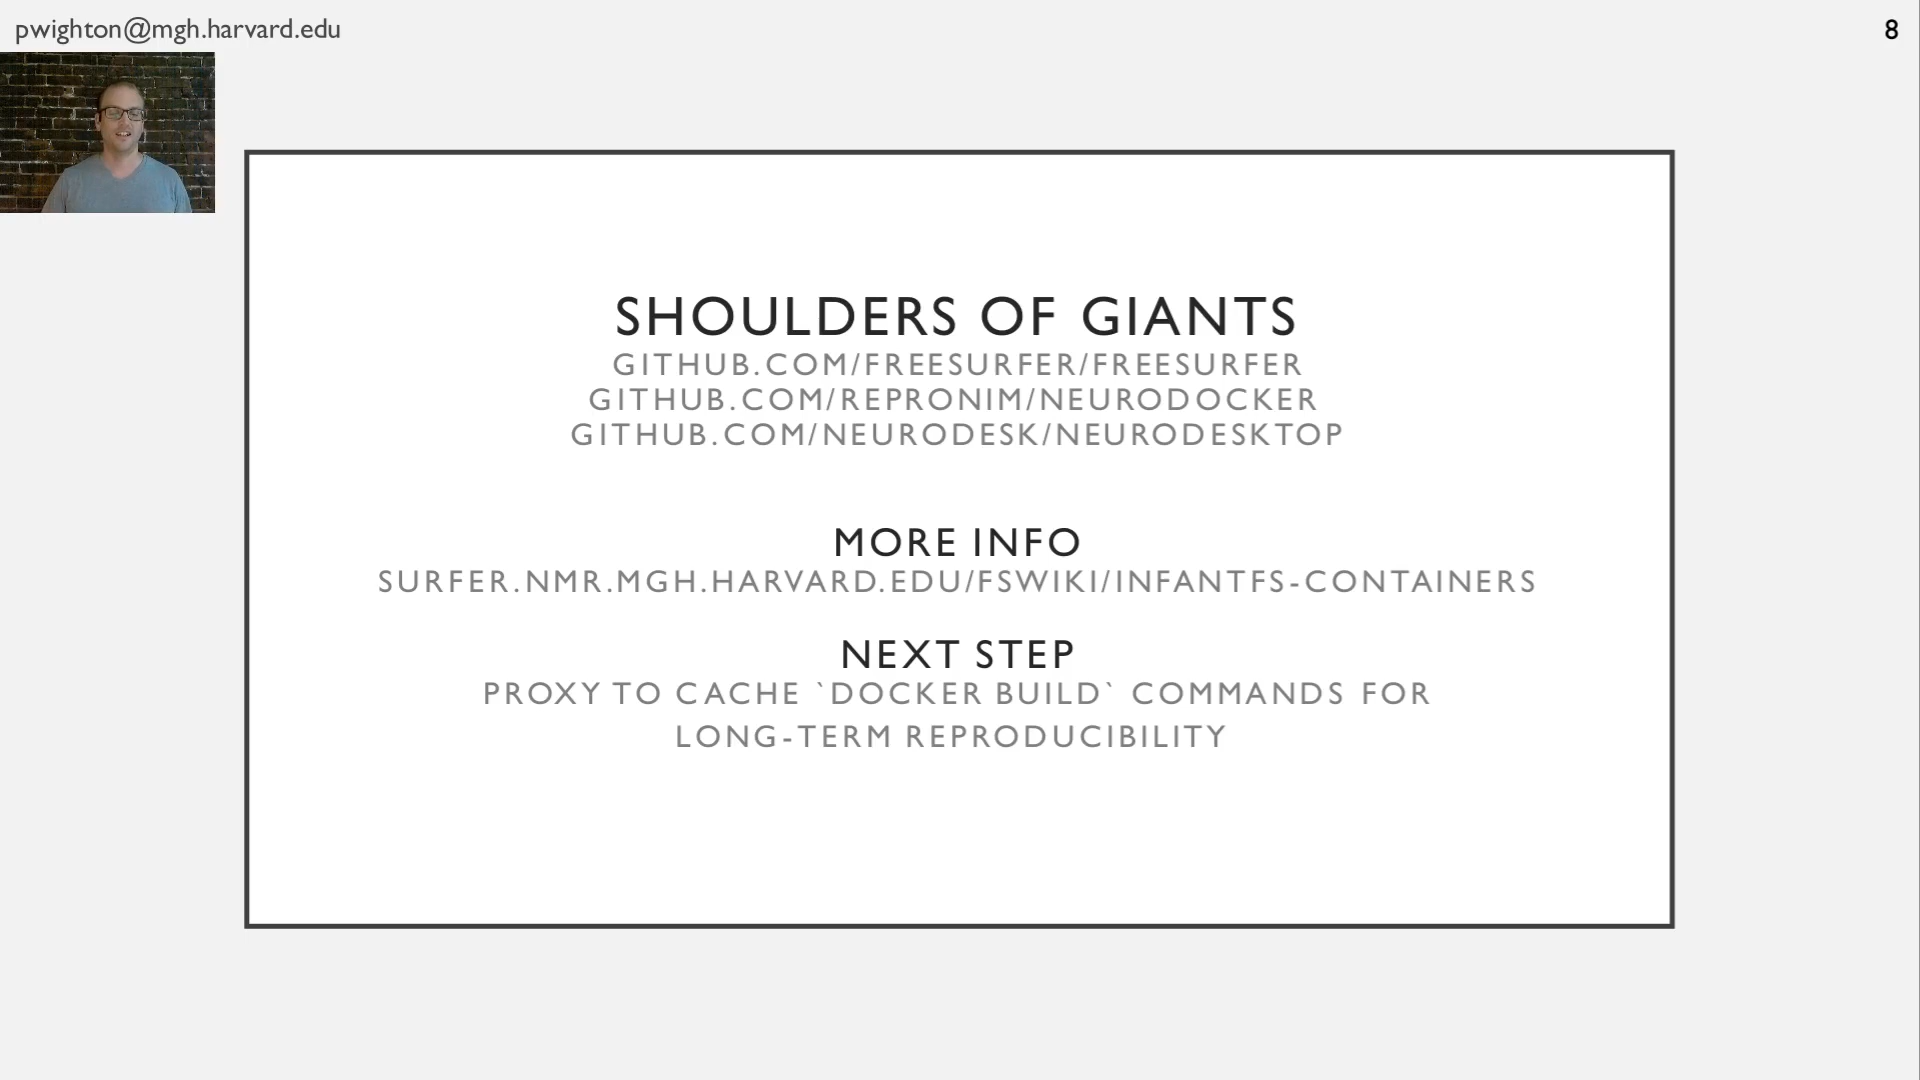 pwighton@mgh.harvard.edu
8
SHOULDERS OF GIANTS
GITHUB.COM/FREESURFER/FREESURFER
GITHUB.COM/REPRONIM/NEURODOCKER
GITHUB.COM/NEURODESK/NEURODESKTOP
MORE INFO
SURFER.NMR.MGH.HARVARD.EDU/FSWIKI/INFANTFS-CONTAINERS
NEXT STEP
PROXY TO CACHE `DOCKER BUILD` COMMANDS FOR
LONG-TERM REPRODUCIBILITY